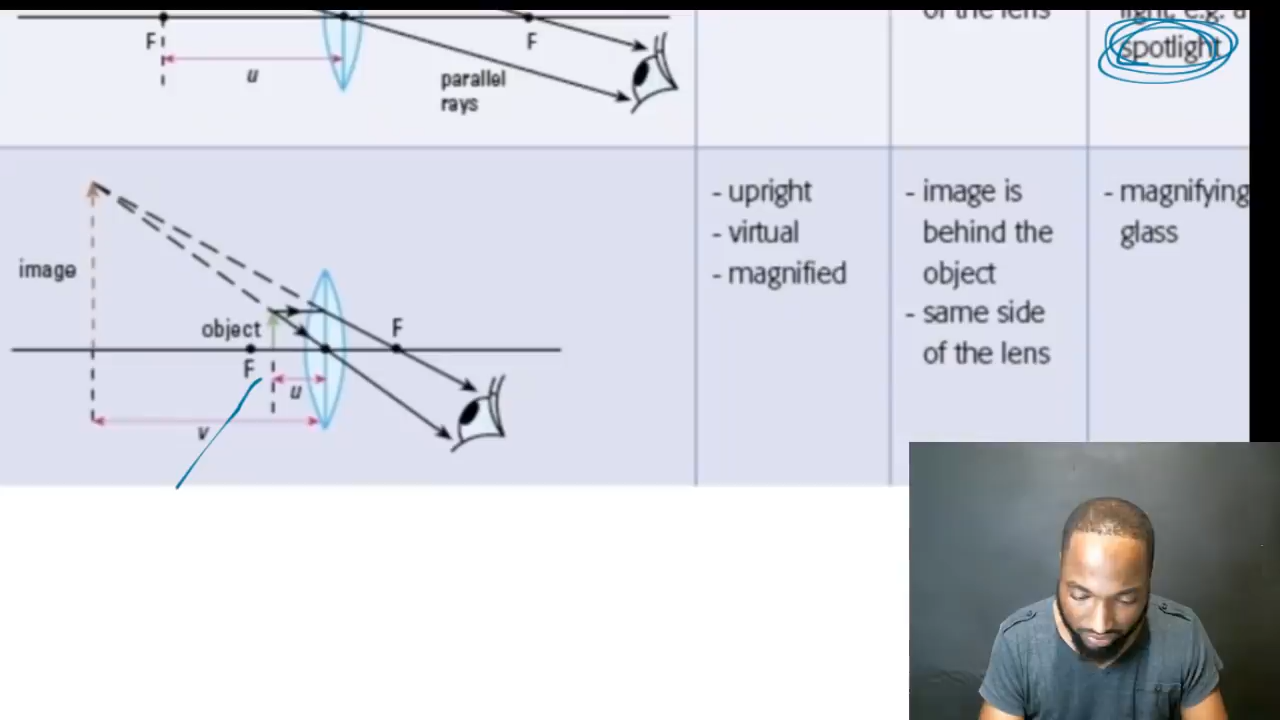 of the lens
light, e.g. a
spotlight
F
F
u
parallel
rays
image
object
F
F
u
v
- upright
- virtual
- magnified
- image is
behind the
object
- same side
of the lens
- magnifying
glass